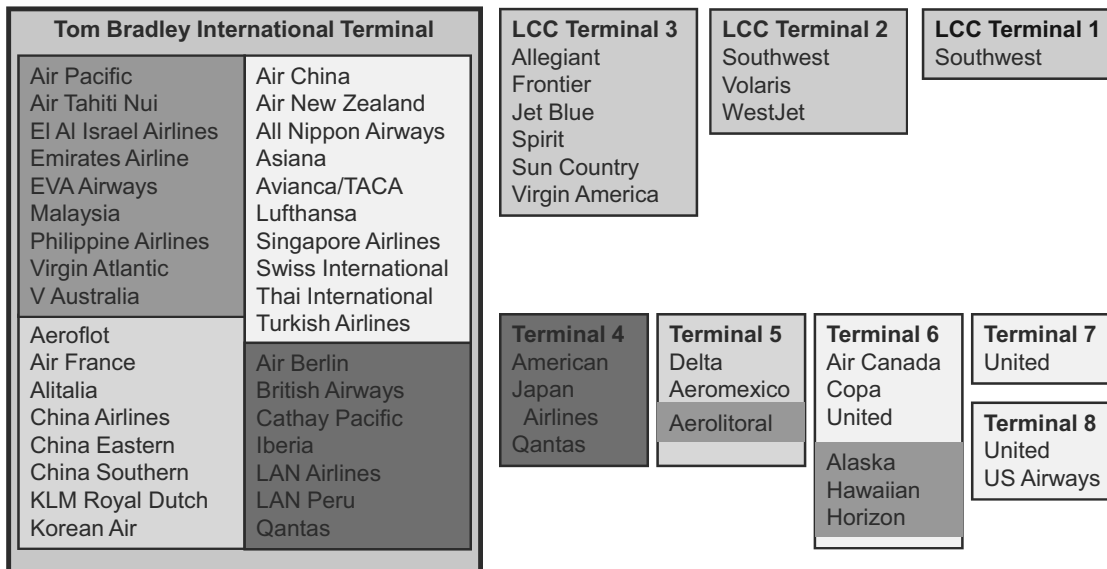 Tom Bradley International Terminal
Air Pacific
Air Tahiti Nui
El Al Israel Airlines
Emirates Airline
EVA Airways
Malaysia
Philippine Airlines
Virgin Atlantic
V Australia
Aeroflot
Air France
Alitalia
China Airlines
China Eastern
China Southern
KLM Royal Dutch
Korean Air
Air China
Air New Zealand
All Nippon Airways
Asiana
Avianca/TACA
Lufthansa
Singapore Airlines
Swiss International
Thai International
Turkish Airlines
Air Berlin
British Airways
Cathay Pacific
Iberia
LAN Airlines
LAN Peru
Qantas
LCC Terminal 3
Allegiant
Frontier
Jet Blue
Spirit
Sun Country
Virgin America
LCC Terminal 2
Southwest
Volaris
WestJet
LCC Terminal 1
Southwest
Terminal 4
American
Japan
Airlines
Qantas
Terminal 5
Delta
Aeromexico
Aerolitoral
Terminal 6
Air Canada
Copa
United
Alaska
Hawaiian
Horizon
Terminal 7
United
Terminal 8
United
US Airways